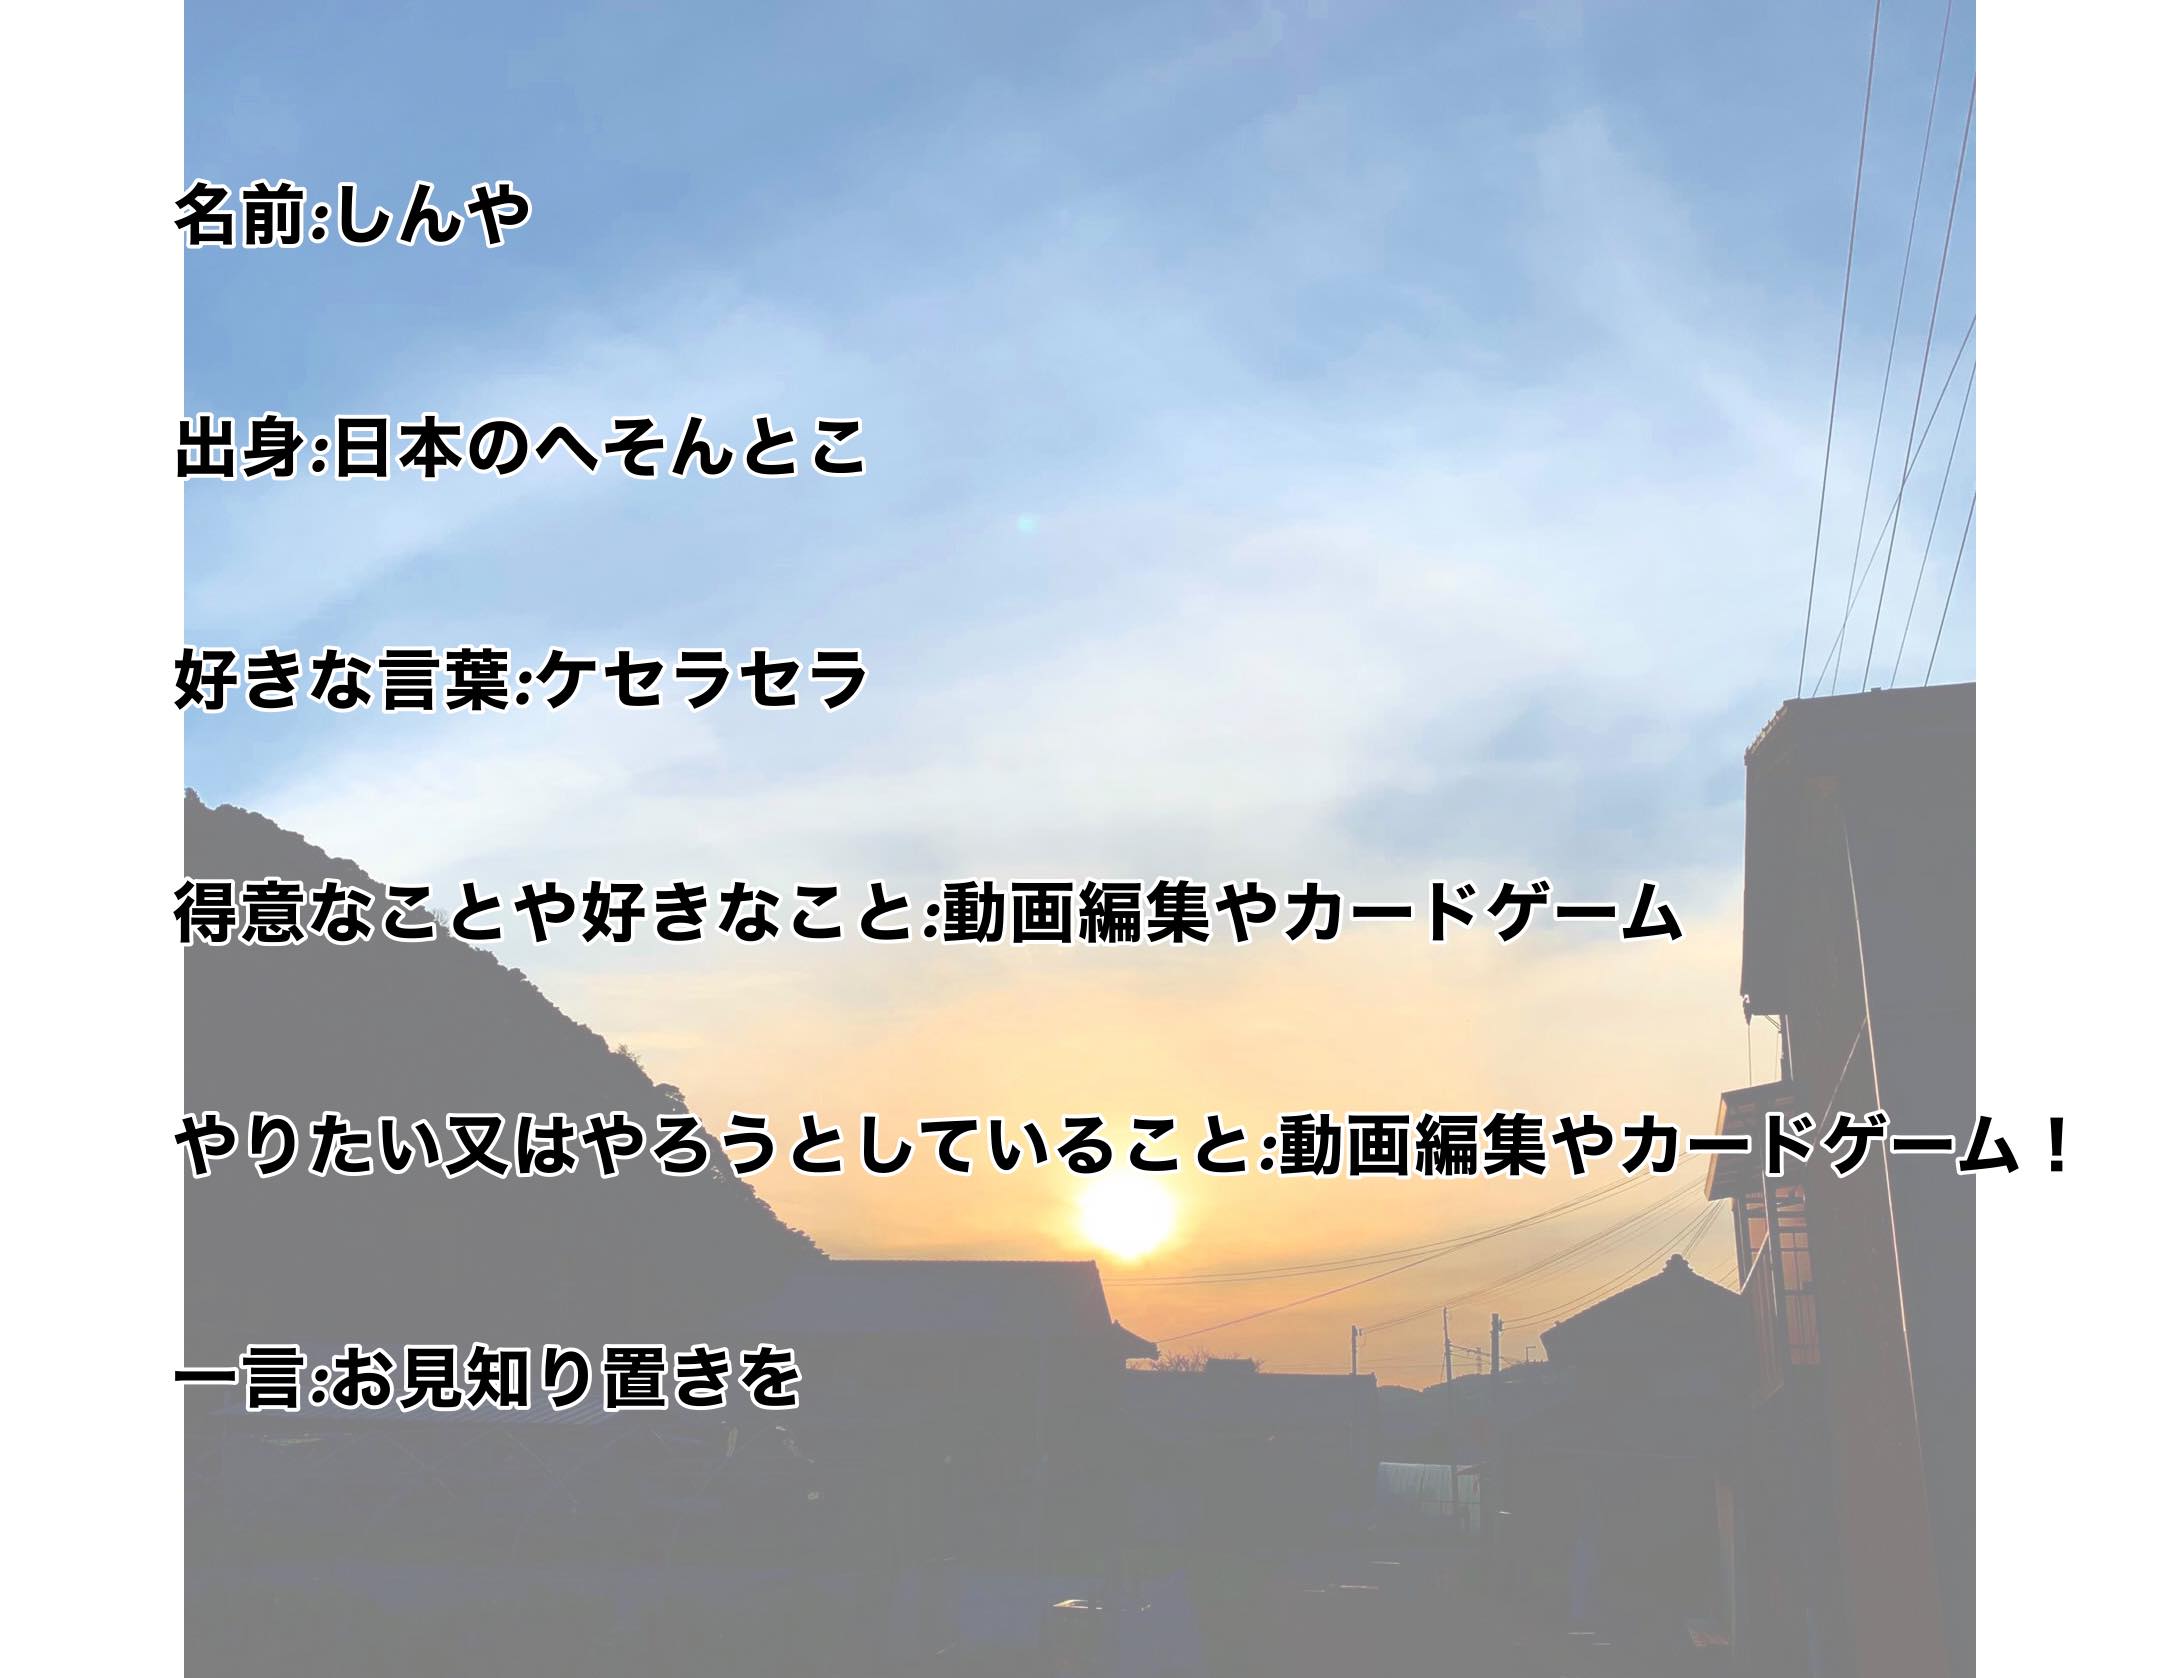 名前:しんや
出身:日本のへそんとこ
好きな言葉:ケセラセラ
得意なことや好きなこと:動画編集やカードゲーム
やりたい又はやろうとしていること:動画編集やカードゲーム！
一言:お見知り置きを